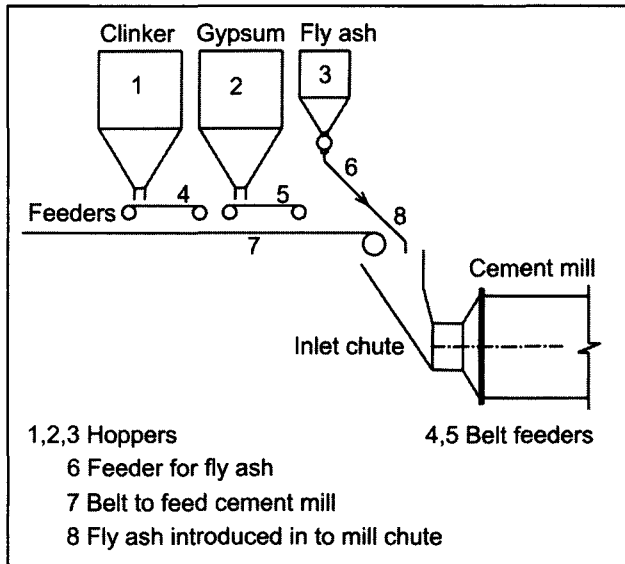 Clinker Gypsum Fly ash
1 2 3
6
4 5 8
Feeders
7
Cement mill
Inlet chute
1,2,3 Hoppers 4,5 Belt feeders
6 Feeder for fly ash
7 Belt to feed cement mill
8 Fly ash introduced in to mill chute